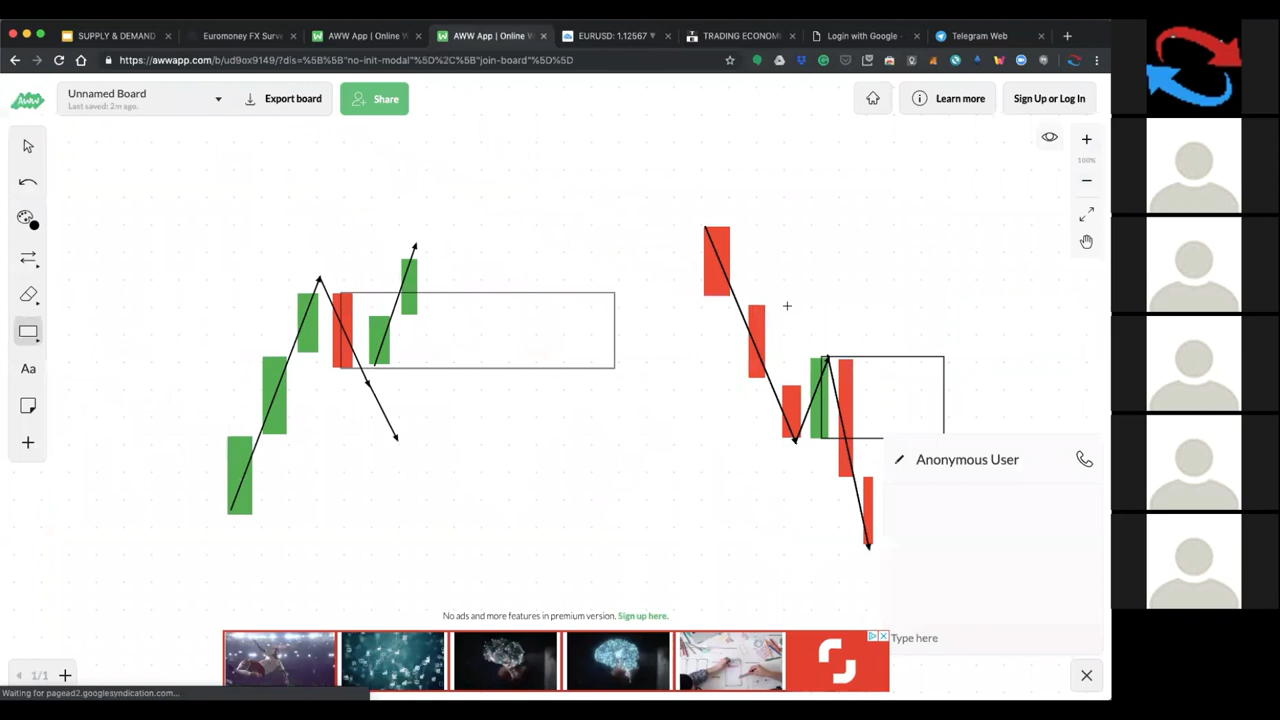 SUPPLY & DEMAND
Euromoney FX Surv
AWW App | Online W
AWW App | Online W
EURUSD: 1.12567
TRADING ECONOM
Login with Google
Telegram Web
https://awwapp.com/b/ud9ox9149/?dis=%5B%5B"no-init-modal"%5D%2C%5B"join-board"%5D%5D
AWW
Unnamed Board
Last saved: 2m ago.
Export board
Share
Learn more
Sign Up or Log In
100%
Aa
Anonymous User
No ads and more features in premium version. Sign up here.
Type here
1/1
Waiting for pagead2.googlesyndication.com...